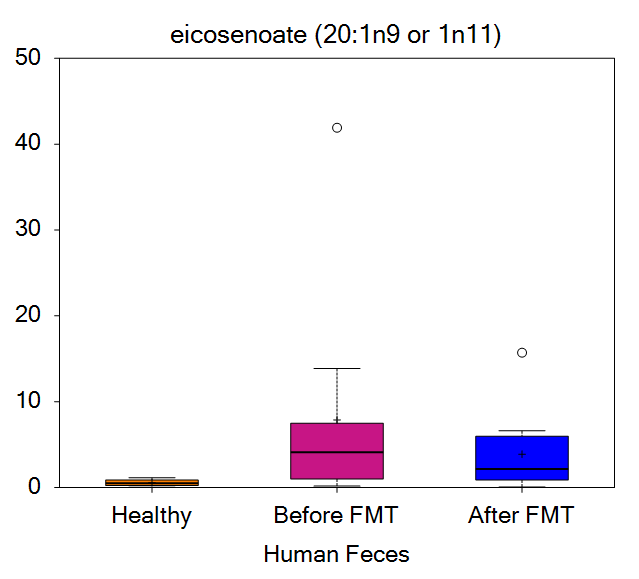 eicosenoate (20:1n9 or 1n11)
50
40
30
20
10
0
Healthy Before FMT After FMT
Human Feces